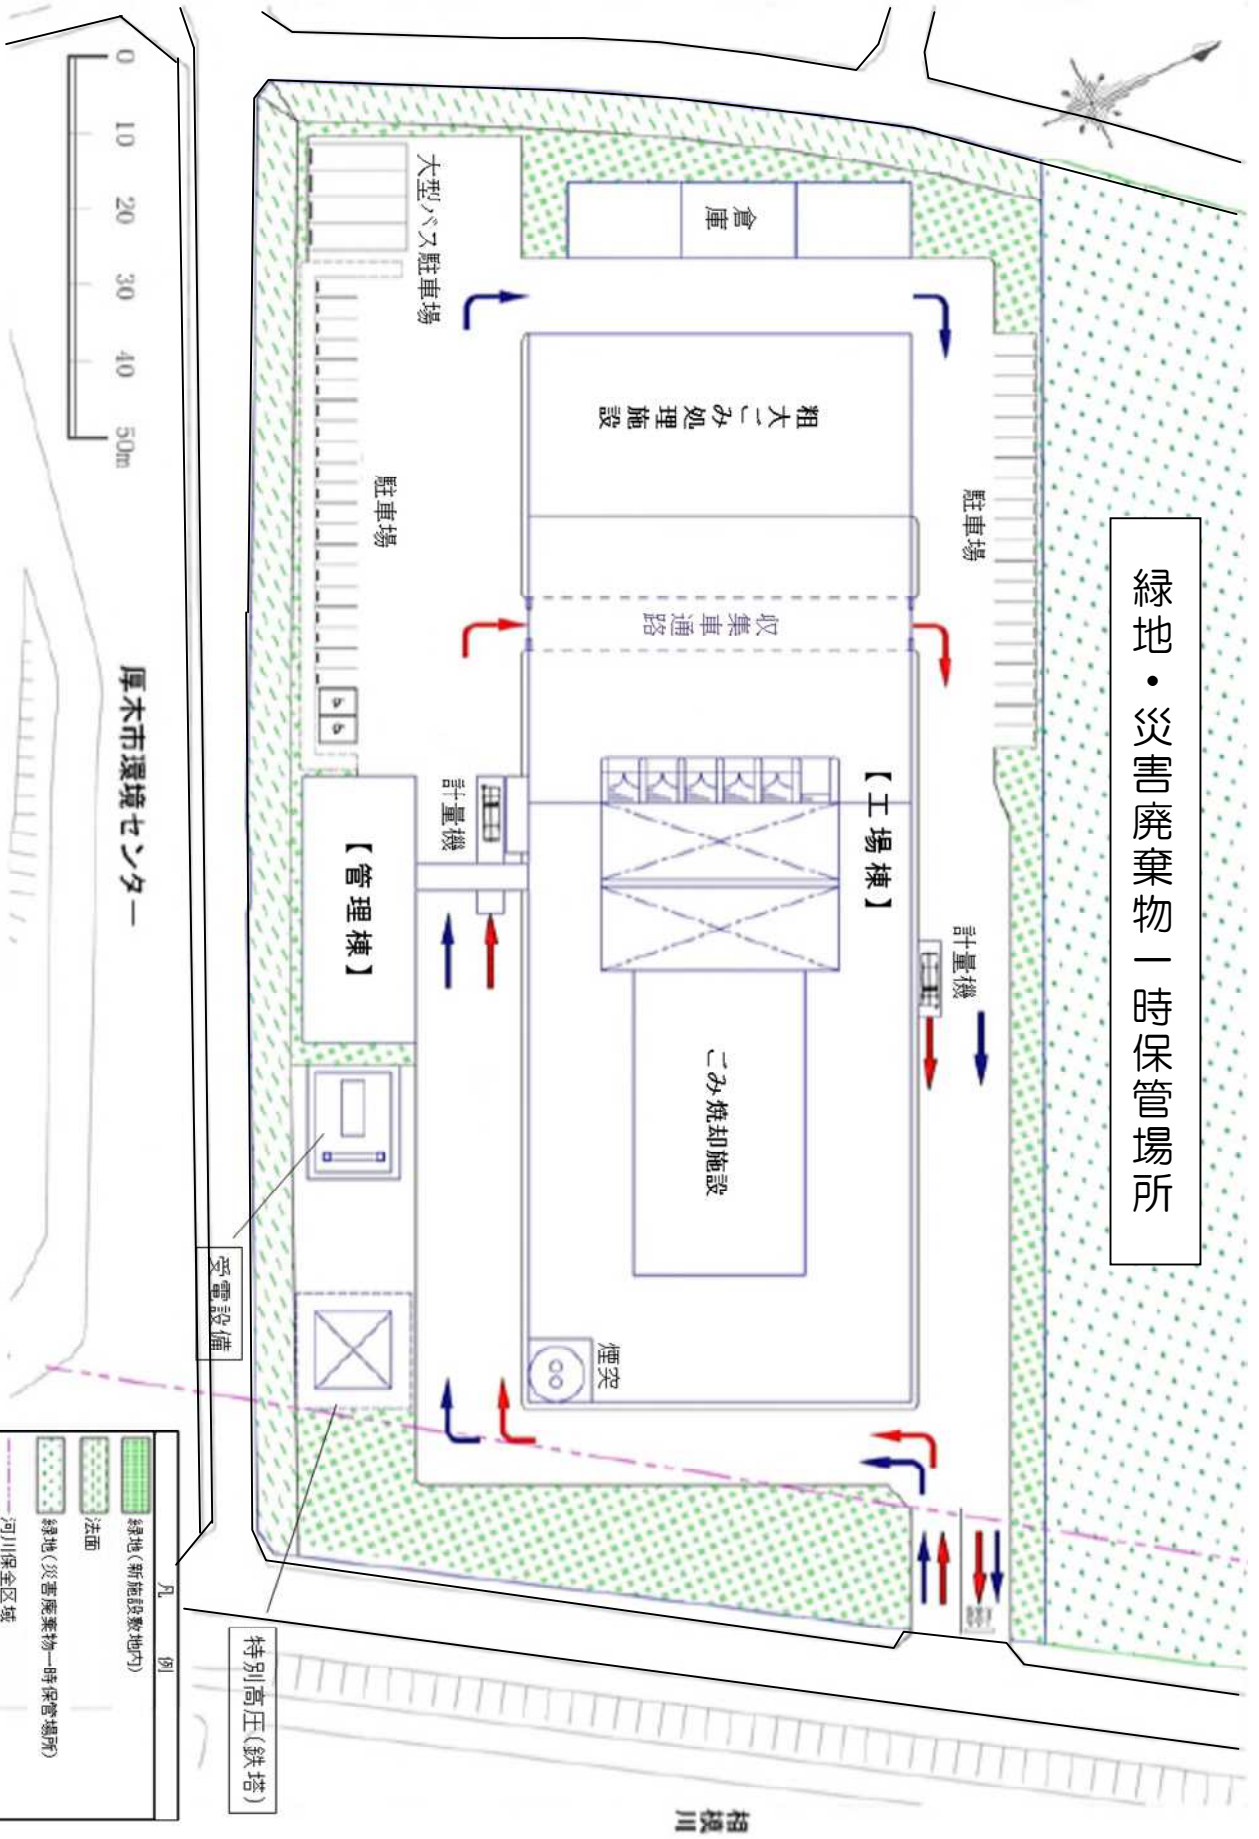 緑地・災害廃棄物一時保管場所
倉庫
大型バス駐車場
駐車場
駐車場
粗大ごみ処理施設
収集車通路
【工場棟】
計量機
計量機
【管理棟】
ごみ焼却施設
煙突
受電設備
特別高圧(鉄塔)
厚木市環境センター
相模川
0 10 20 30 40 50m
凡 例
緑地(新施設敷地内)
法面
緑地(災害廃棄物一時保管場所)
河川保全区域